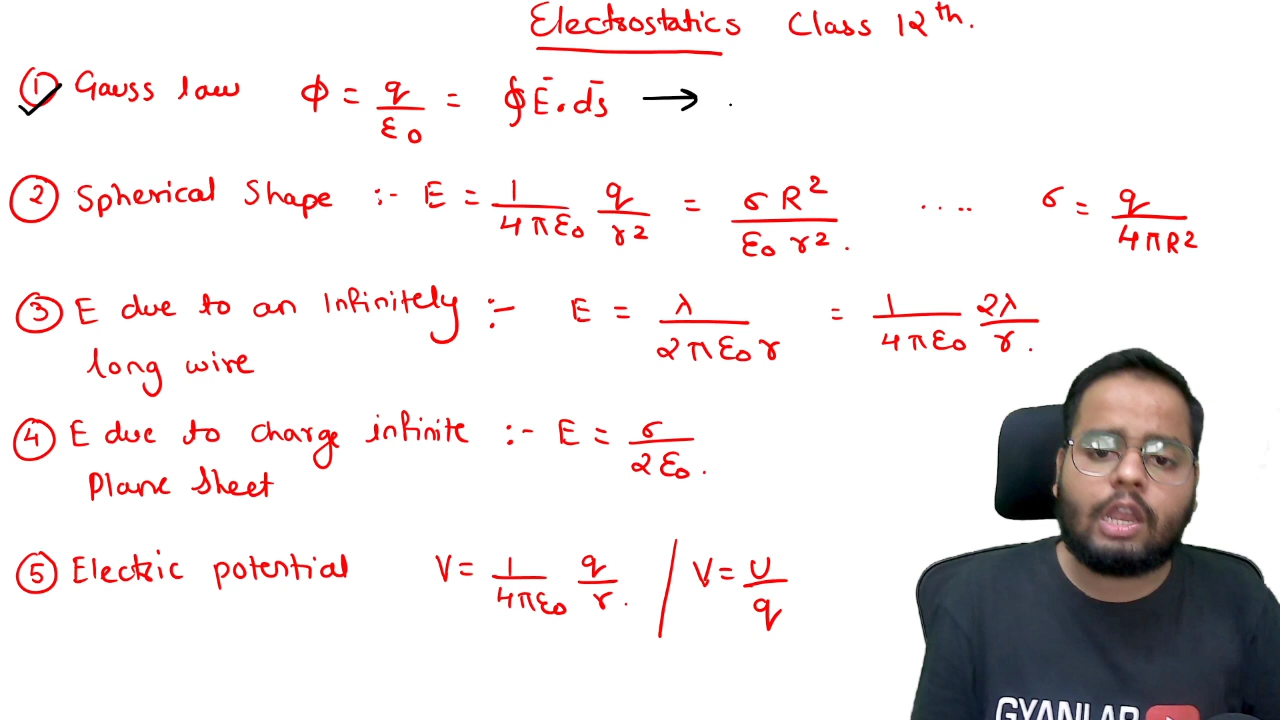 Electrostatics Class 12th.
① Gauss law ϕ = q/ε0 = ∮E̅.ds̅ → .
② Spherical Shape :- E = 1/4πε0 q/r2 = σR2/ε0 r2. ..... σ = q/4πR2
③ E due to an Infinitely :- E = λ/2πε0r = 1/4πε0 2λ/r.
long wire
④ E due to charge infinite :- E = σ/2ε0.
Plane Sheet
⑤ Electric potential V = 1/4πε0 q/r. / V = U/q
GYANLAB